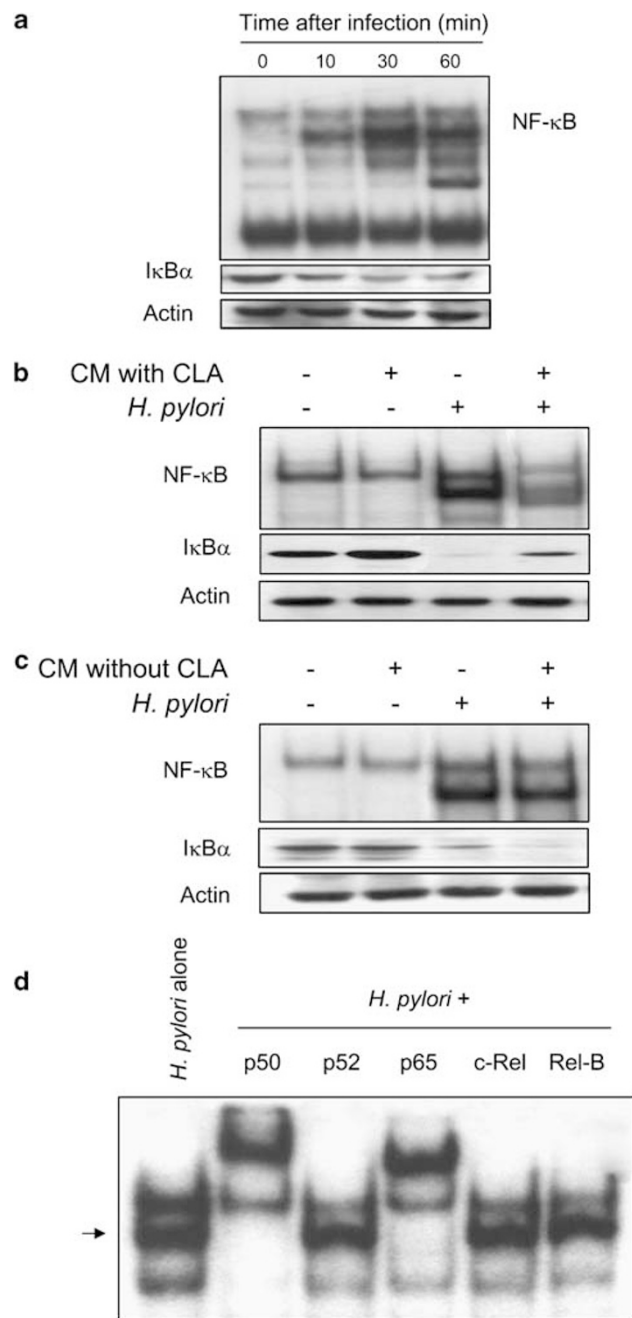 a
Time after infection (min)
0 10 30 60
NF-κB
IκBα
Actin
b
CM with CLA - + - +
H. pylori - - + +
NF-κB
IκBα
Actin
c
CM without CLA - + - +
H. pylori - - + +
NF-κB
IκBα
Actin
d
H. pylori alone
H. pylori +
p50 p52 p65 c-Rel Rel-B